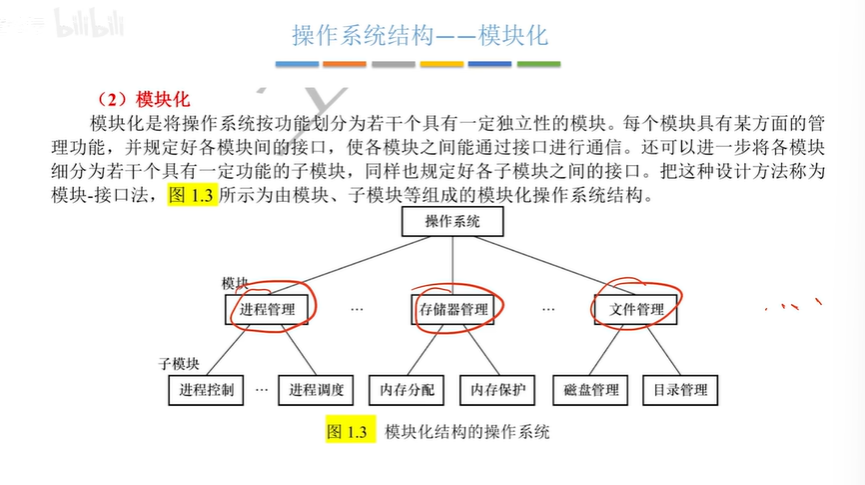 bilibili
操作系统结构——模块化
（2）模块化
模块化是将操作系统按功能划分为若干个具有一定独立性的模块。每个模块具有某方面的管
理功能，并规定好各模块间的接口，使各模块之间能通过接口进行通信。还可以进一步将各模块
细分为若干个具有一定功能的子模块，同样也规定好各子模块之间的接口。把这种设计方法称为
模块-接口法，图 1.3 所示为由模块、子模块等组成的模块化操作系统结构。
操作系统
模块
进程管理 … 存储器管理 … 文件管理
子模块
进程控制 … 进程调度 内存分配 内存保护 磁盘管理 目录管理
图 1.3 模块化结构的操作系统